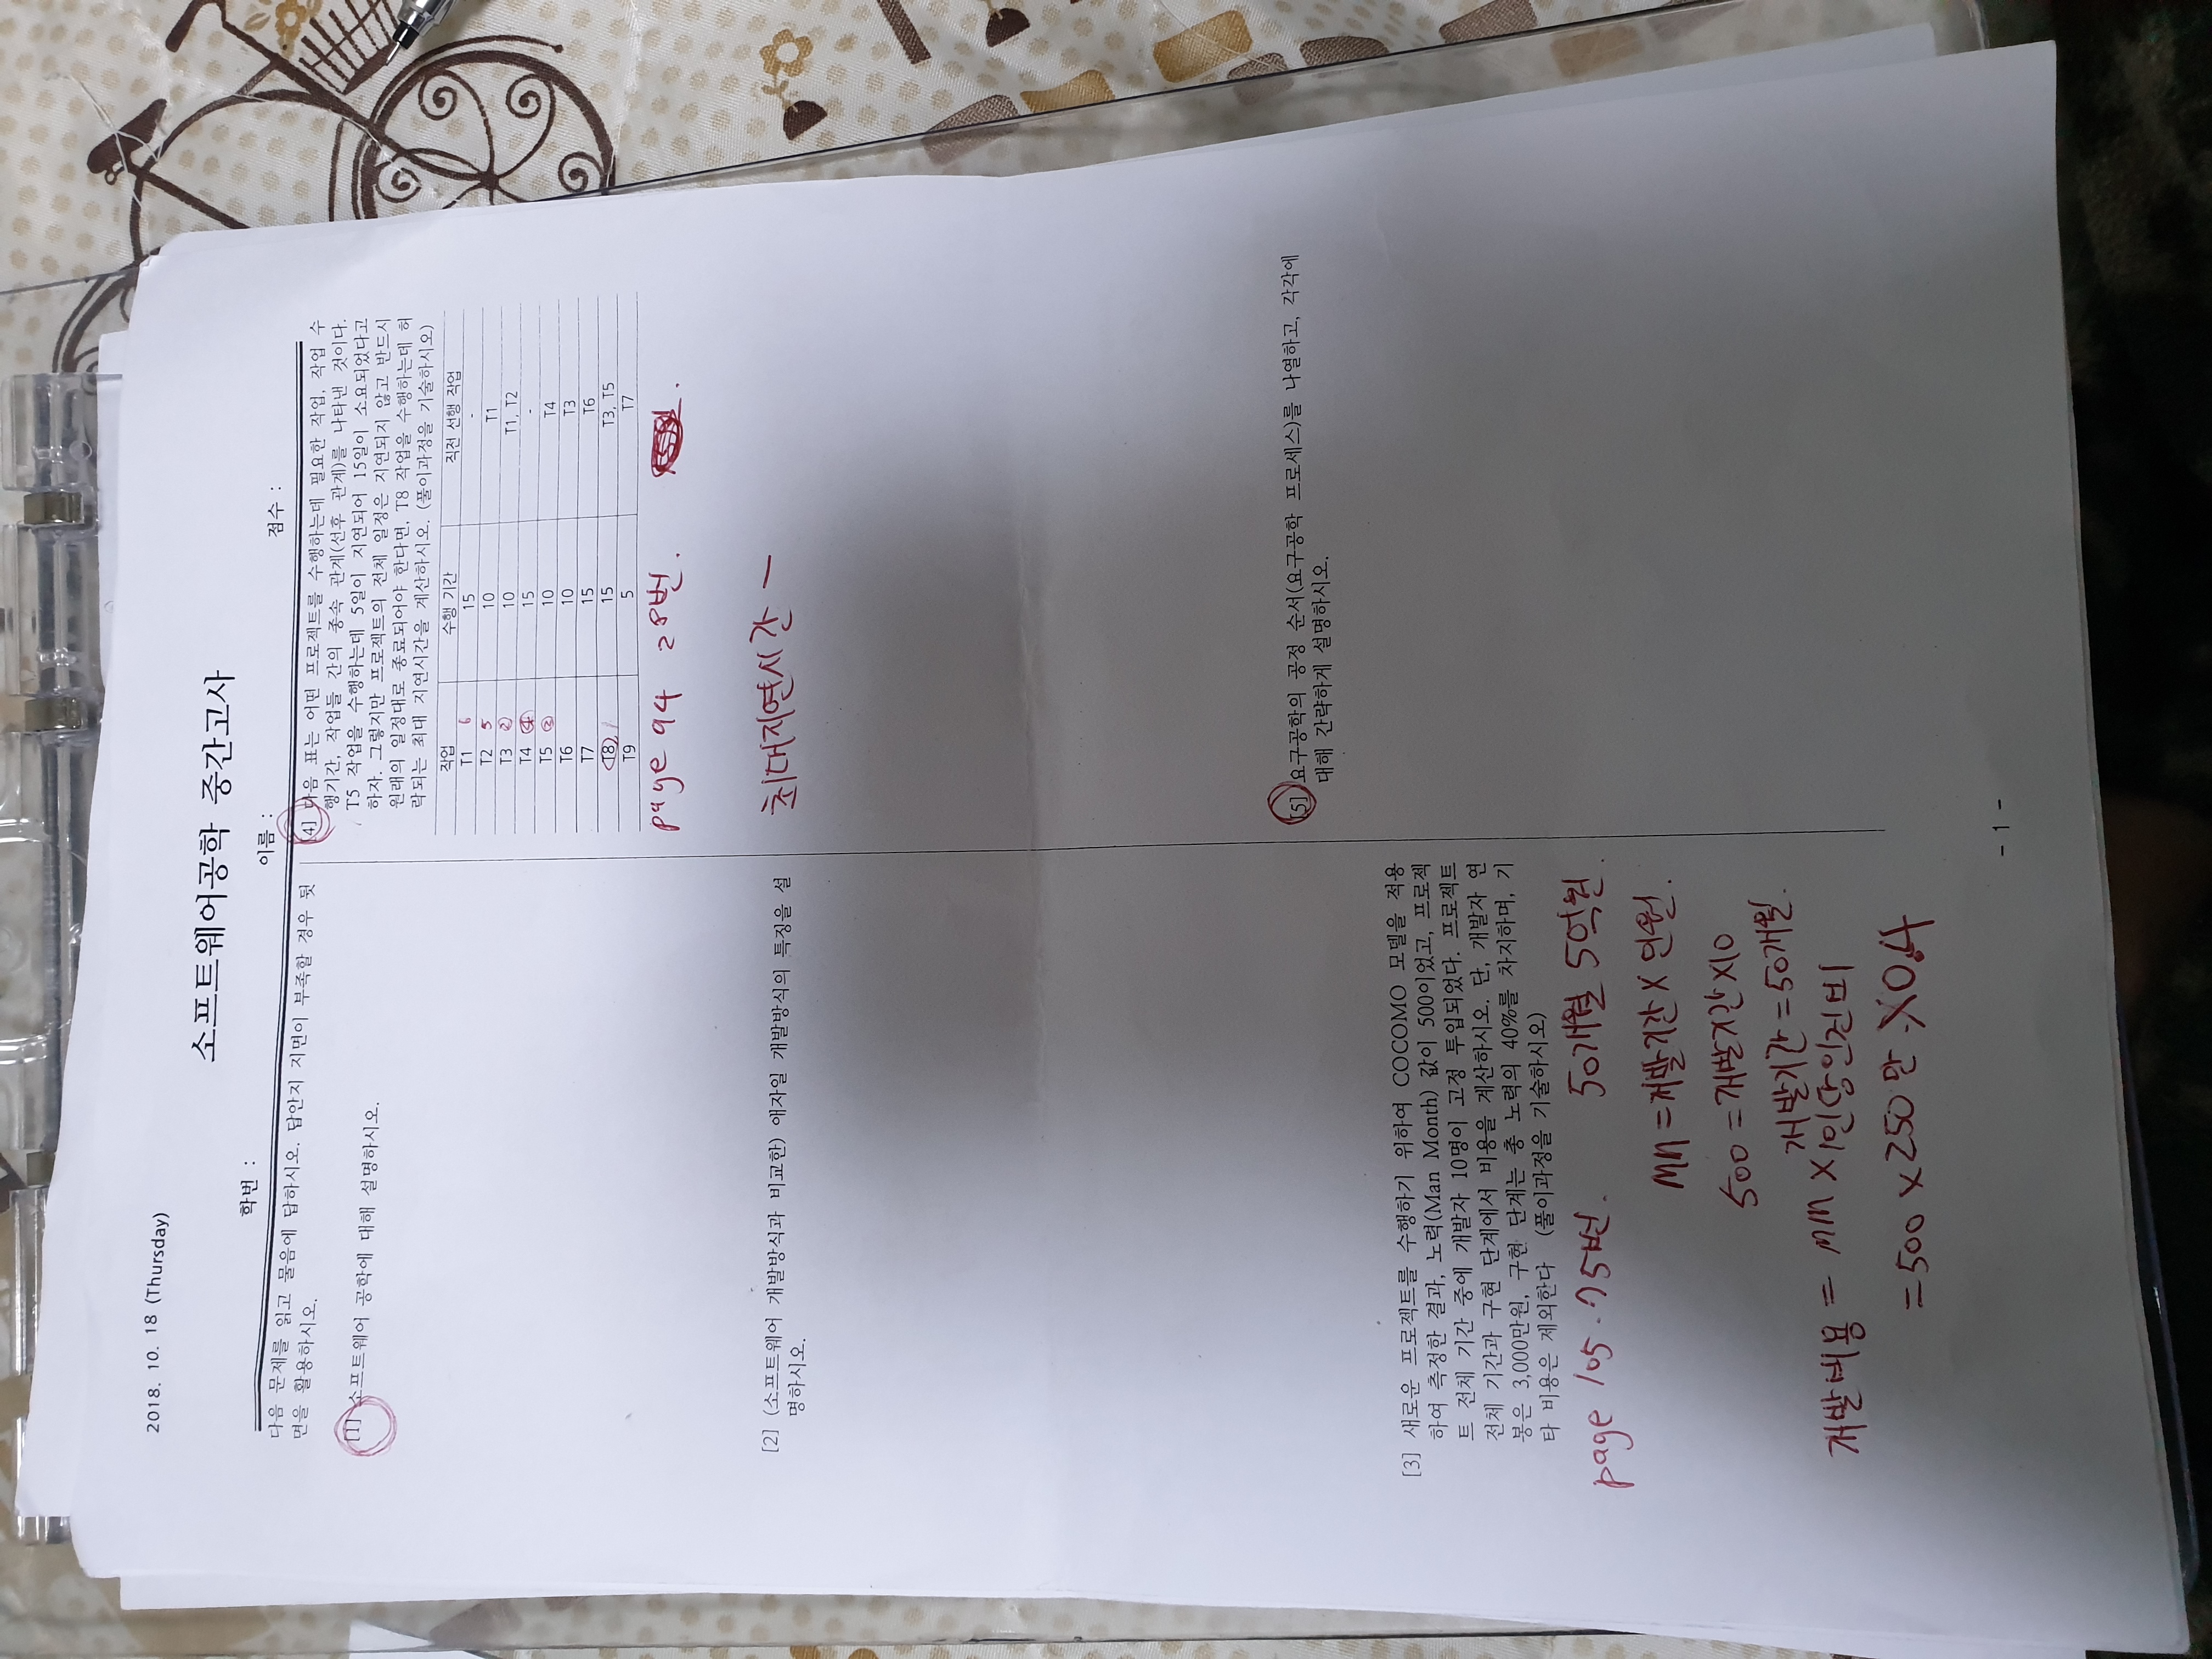 2018. 10. 18 (Thursday)
소프트웨어공학 중간고사
학번 :
이름 :
점수 :
다음 문제를 읽고 물음에 답하시오. 답안지 지면이 부족할 경우 뒷
면을 활용하시오.
[1] 소프트웨어 공학에 대해 설명하시오.
[2] (소프트웨어 개발방식과 비교한) 애자일 개발방식의 특징을 설
명하시오.
[3] 새로운 프로젝트를 수행하기 위하여 COCOMO 모델을 적용
하여 측정한 결과, 노력(Man Month) 값이 500이었고, 프로젝
트 전체 기간 중에 개발자 10명이 고정 투입되었다. 프로젝트
전체 기간과 구현 단계에서 비용을 계산하시오. 단, 개발자 연
봉은 3,000만원, 구현 단계는 총 노력의 40%를 차지하며, 기
타 비용은 제외한다 (풀이과정을 기술하시오)
page 105. 75번. 50개월 5억원.
MM = 개발기간 X 인원.
500 = 개발기간 X10
개발기간 = 50개월.
개발비용 = MM X 1인당인건비
= 500 X 250만 X0.4
[4] 다음 표는 어떤 프로젝트를 수행하는데 필요한 작업, 작업 수
행기간, 작업들 간의 종속 관계(선후 관계)를 나타낸 것이다.
T5 작업을 수행하는데 5일이 지연되어 15일이 소요되었다고
하자. 그렇지만 프로젝트의 전체 일정은 지연되지 않고 반드시
원래의 일정대로 종료되어야 한다면, T8 작업을 수행하는데 허
락되는 최대 지연시간을 계산하시오. (풀이과정을 기술하시오)
작업 수행 기간 직전 선행 작업
T1 6 15 -
T2 5 10 T1
T3 ② 10 T1, T2
T4 ④ 15 -
T5 ③ 10 T4
T6 10 T3
T7 15 T6
T8 1 15 T3, T5
T9 5 T7
page 94 28번.
최대지연시간 -
[5] 요구공학의 공정 순서(요구공학 프로세스)를 나열하고, 각각에
대해 간략하게 설명하시오.
- 1 -